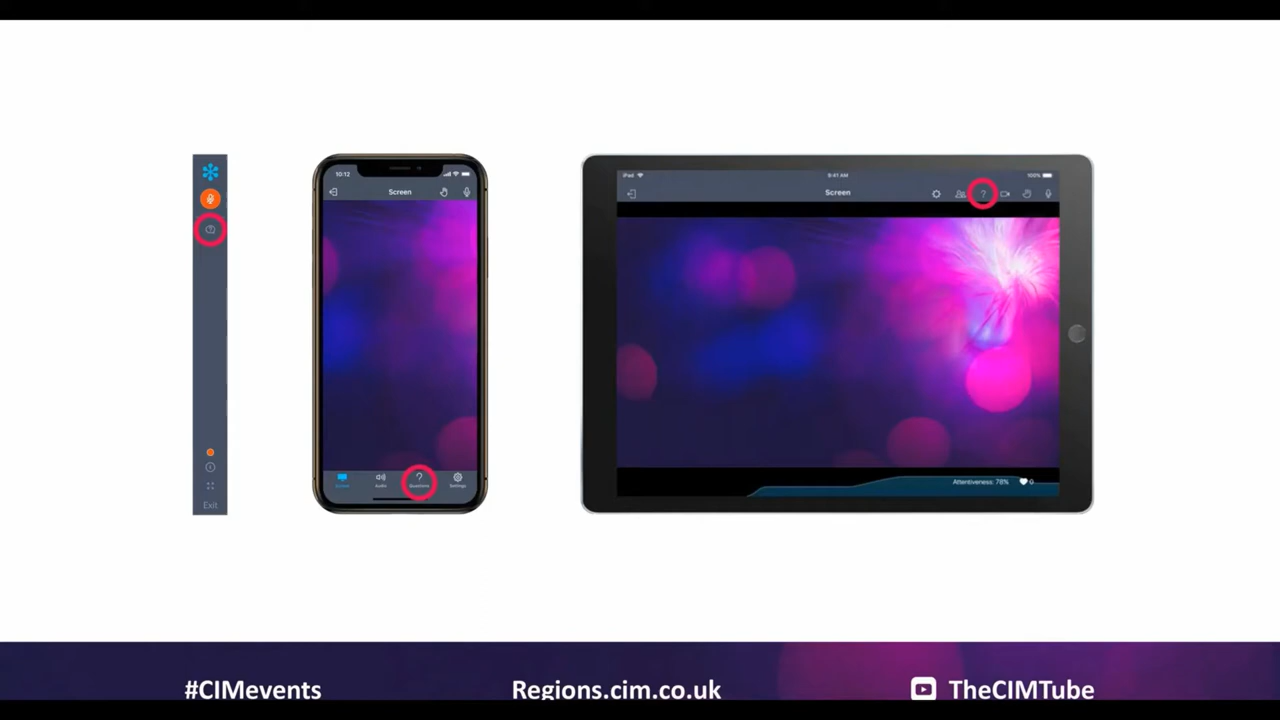 Exit
10:12
Screen
Screen
Audio
Questions
Settings
iPad
9:41 AM
100%
Screen
?
Attentiveness: 78%
0
#CIMevents
Regions.cim.co.uk
TheCIMTube